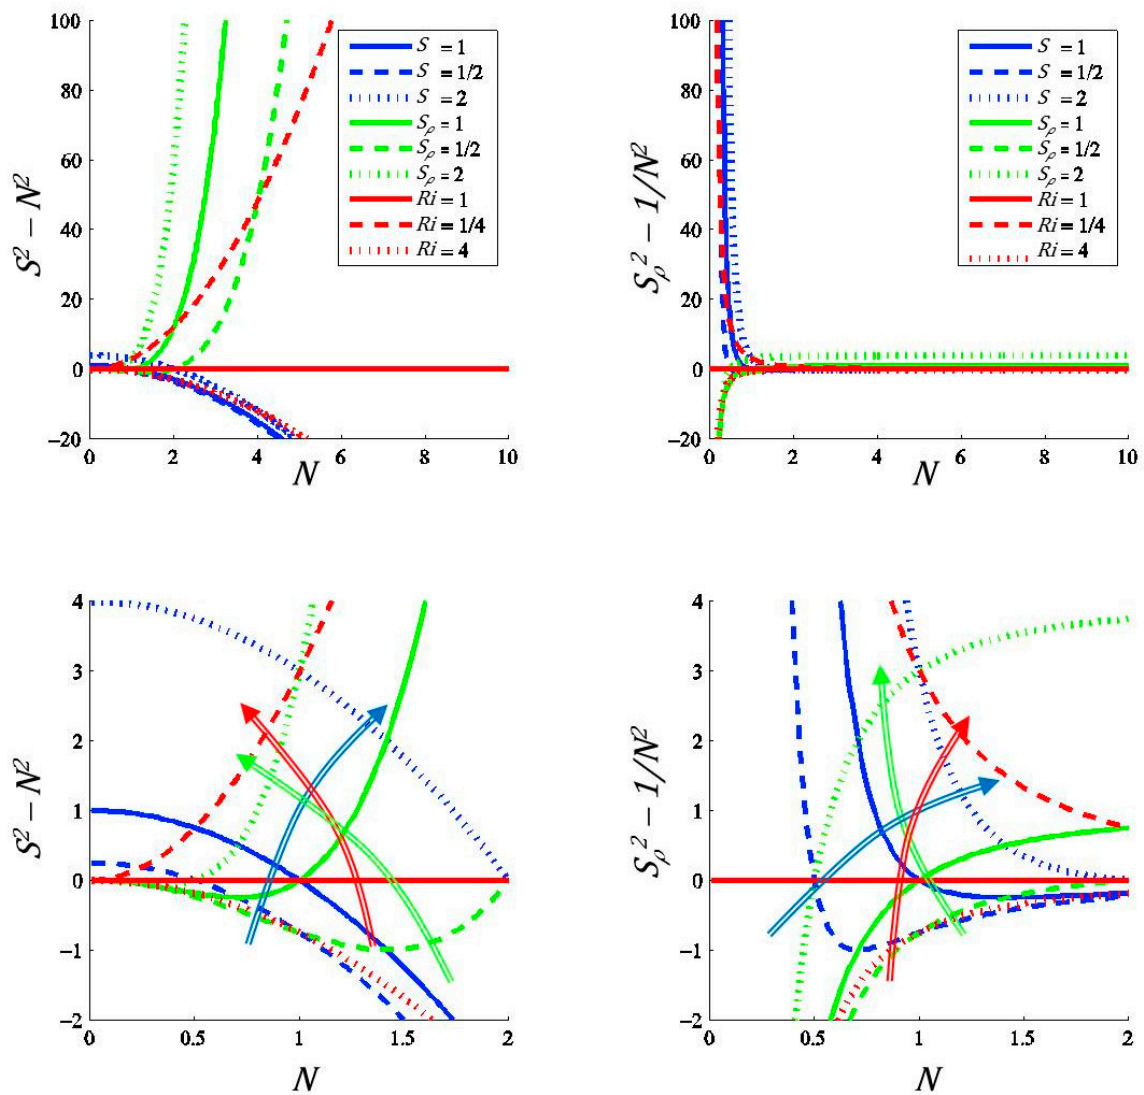 100
80
60
40
20
0
−20
0 2 4 6 8 10
S² − N²
N
S = 1
S = 1/2
S = 2
Sρ = 1
Sρ = 1/2
Sρ = 2
Ri = 1
Ri = 1/4
Ri = 4
100
80
60
40
20
0
−20
0 2 4 6 8 10
Sρ² − 1/N²
N
S = 1
S = 1/2
S = 2
Sρ = 1
Sρ = 1/2
Sρ = 2
Ri = 1
Ri = 1/4
Ri = 4
4
3
2
1
0
−1
−2
0 0.5 1 1.5 2
S² − N²
N
4
3
2
1
0
−1
−2
0 0.5 1 1.5 2
Sρ² − 1/N²
N